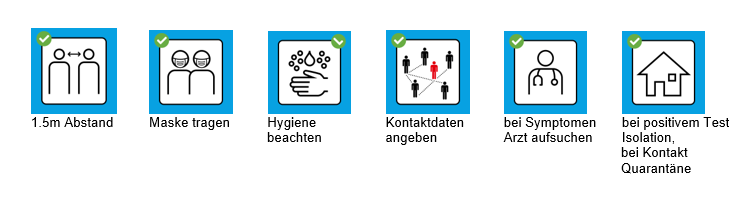 1.5m Abstand
Maske tragen
Hygiene
beachten
Kontaktdaten
angeben
bei Symptomen
Arzt aufsuchen
bei positivem Test
Isolation,
bei Kontakt
Quarantäne